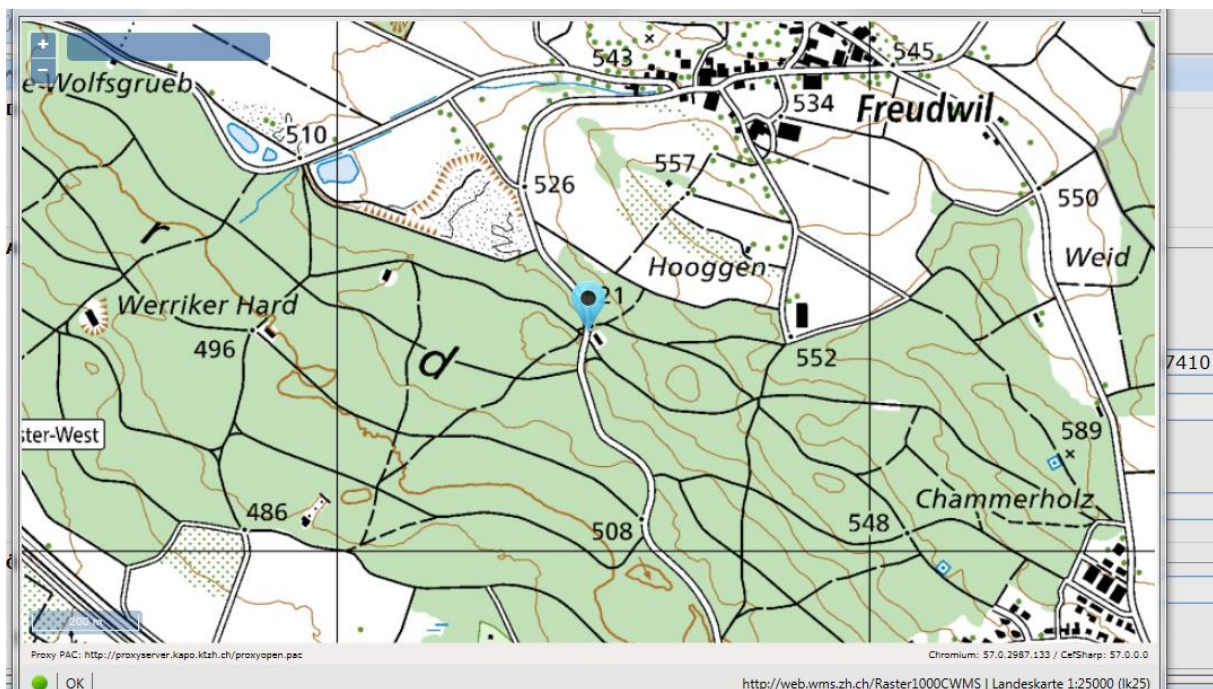 +
−
543
545
e-Wolfsgrüeb
534
Freudwil
510
557
526
550
Weid
r
Hooggen
21
Werriker Hard
496
d
552
7410
ster-West
589
Chammerholz
486
508
548
200 m
Proxy PAC: http://proxyserver.kapo.ktzh.ch/proxyopen.pac
Chromium: 57.0.2987.133 / CefSharp: 57.0.0.0
OK
http://web.wms.zh.ch/Raster1000CWMS | Landeskarte 1:25000 (lk25)